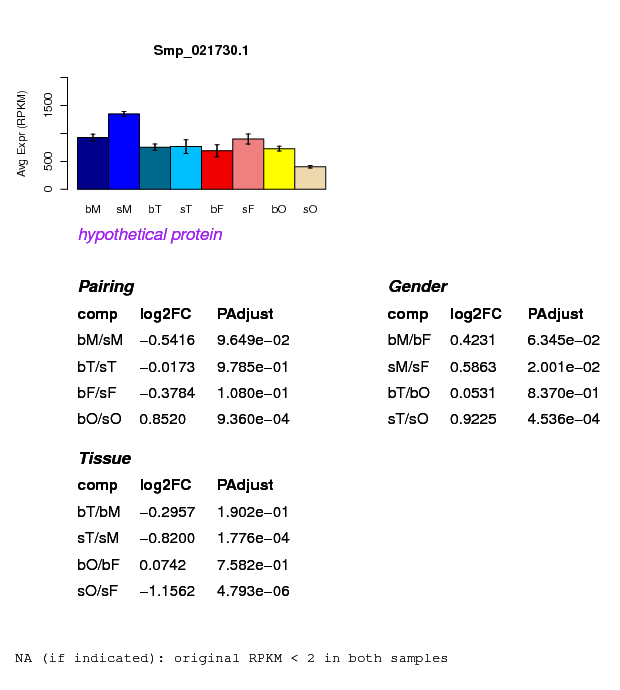 Smp_021730.1
Avg Expr (RPKM)
0 500 1500
bM sM bT sT bF sF bO sO
hypothetical protein
Pairing
comp log2FC PAdjust
bM/sM −0.5416 9.649e−02
bT/sT −0.0173 9.785e−01
bF/sF −0.3784 1.080e−01
bO/sO 0.8520 9.360e−04
Gender
comp log2FC PAdjust
bM/bF 0.4231 6.345e−02
sM/sF 0.5863 2.001e−02
bT/bO 0.0531 8.370e−01
sT/sO 0.9225 4.536e−04
Tissue
comp log2FC PAdjust
bT/bM −0.2957 1.902e−01
sT/sM −0.8200 1.776e−04
bO/bF 0.0742 7.582e−01
sO/sF −1.1562 4.793e−06
NA (if indicated): original RPKM < 2 in both samples